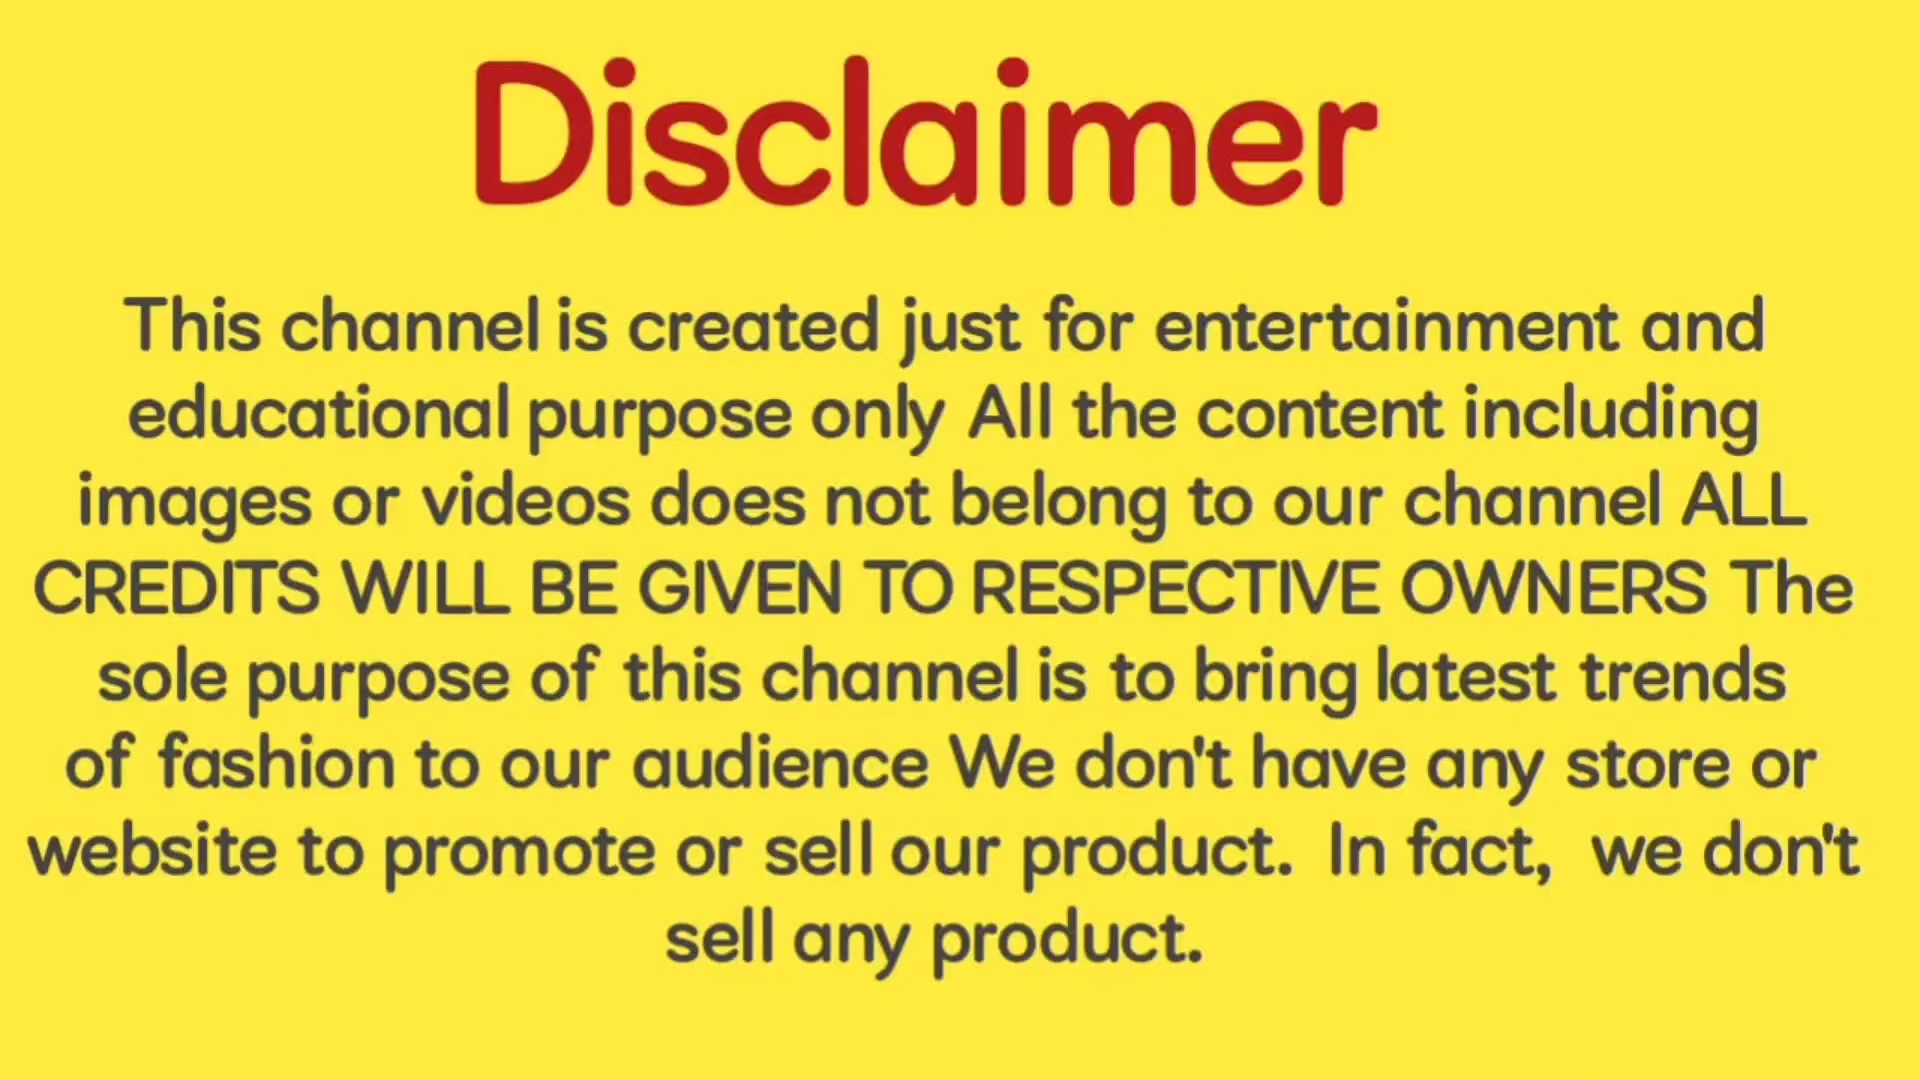 Disclaimer
This channel is created just for entertainment and
educational purpose only All the content including
images or videos does not belong to our channel ALL
CREDITS WILL BE GIVEN TO RESPECTIVE OWNERS The
sole purpose of this channel is to bring latest trends
of fashion to our audience We don't have any store or
website to promote or sell our product. In fact, we don't
sell any product.